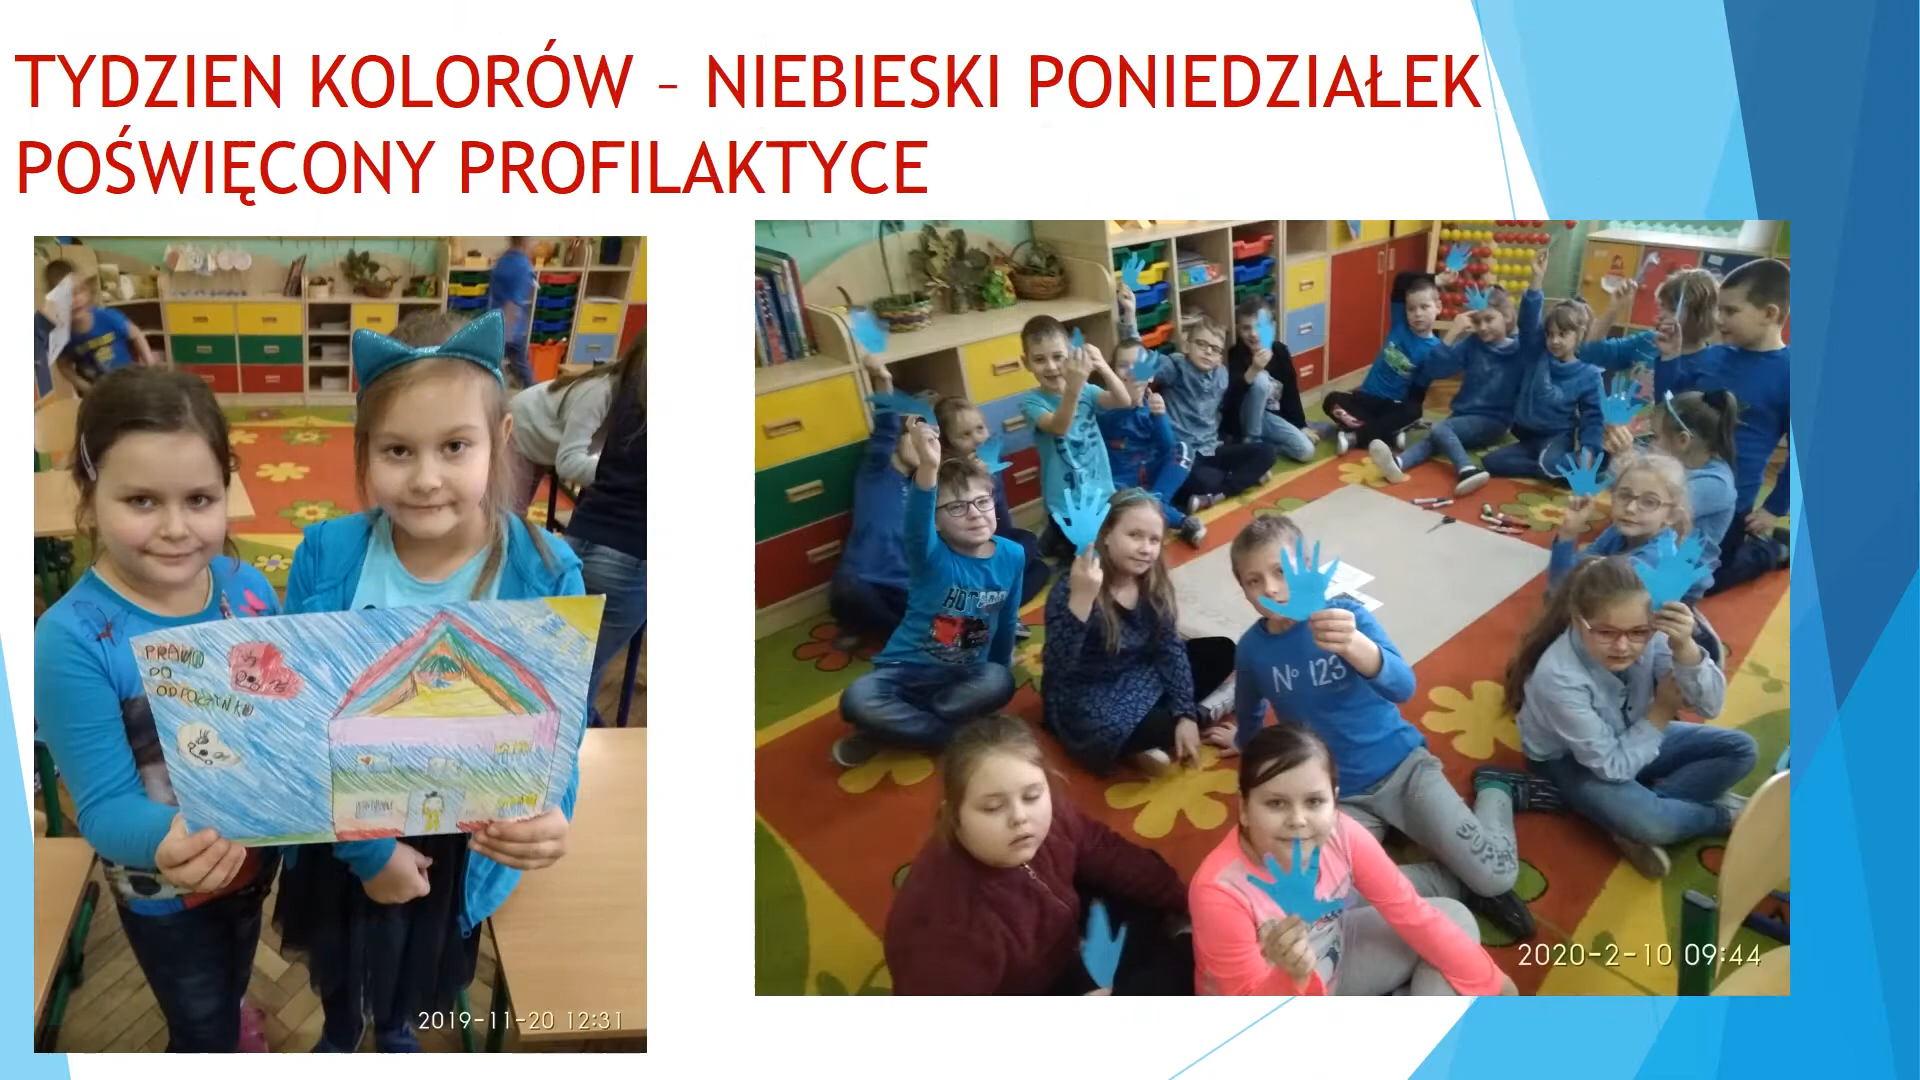 TYDZIEN KOLORÓW – NIEBIESKI PONIEDZIAŁEK
POŚWIĘCONY PROFILAKTYCE
PRAWO
DO
ODPOCZYNKU
2019-11-20 12:31
HOT
Nº 123
2020-2-10 09:44